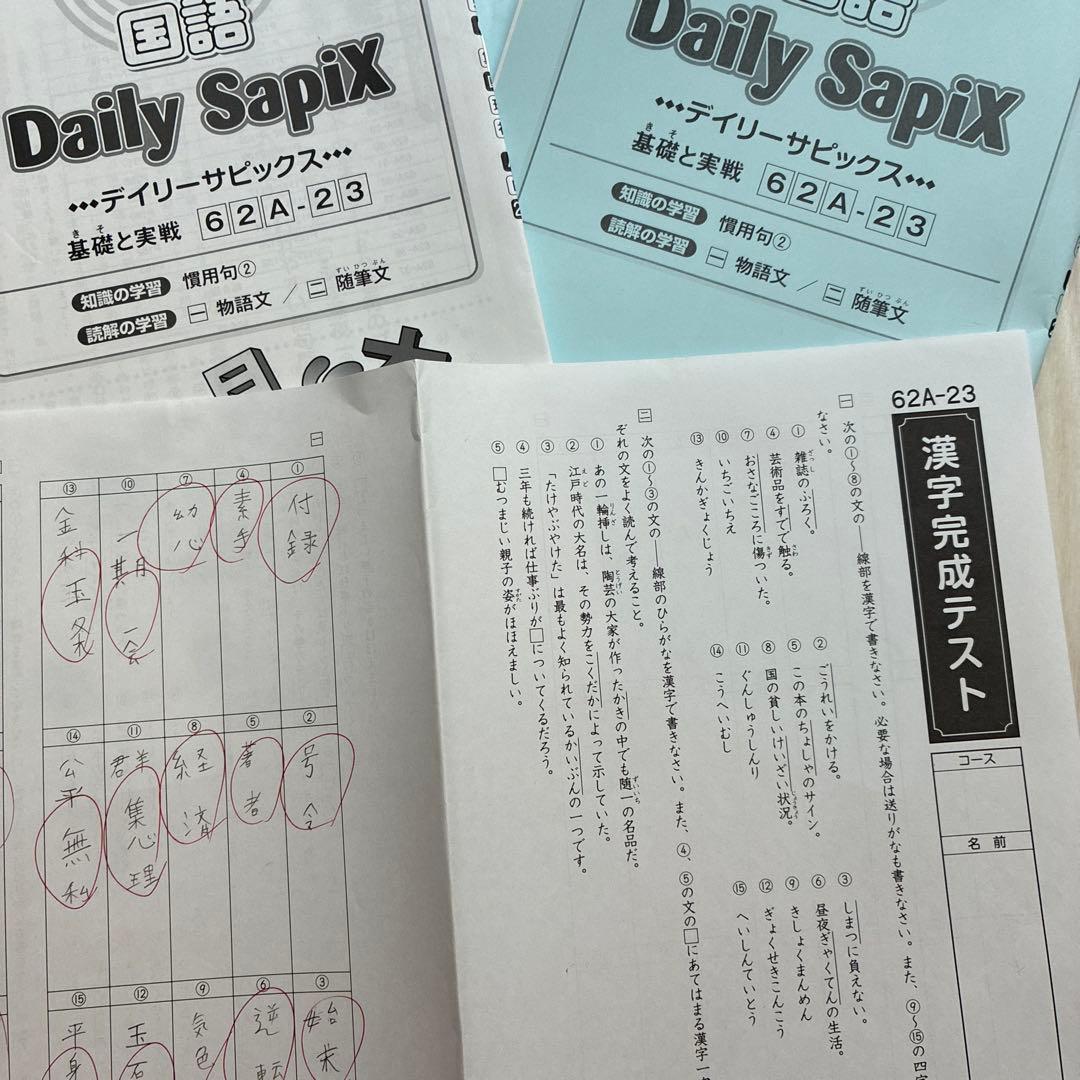 国語
Daily SapiX
デイリーサピックス
基礎と実戦 62A-23
知識の学習 慣用句②
読解の学習 一 物語文 / 二 随筆文
国語
Daily SapiX
デイリーサピックス
基礎と実戦 62A-23
知識の学習 慣用句②
読解の学習 一 物語文 / 二 随筆文
62A-23
漢字完成テスト
コース
名前
一 次の①~⑧の文の――線部を漢字で書きなさい。必要な場合は送りがなも書きなさい。また、⑨~⑮の四字
なさい。
① 雑誌のふろく。
② ごうれいをかける。
③ しまつに負えない。
④ 芸術品をすで触る。
⑤ この本のちょしゃのサイン。
⑥ 昼夜ぎゃくてんの生活。
⑦ おさなごころに傷ついた。
⑧ 国の貧しいけいざい状況。
⑨ きしょくまんめん
⑩ いちごいちえ
⑪ ぐんしゅうしんり
⑫ ぎょくせきこんこう
⑬ きんかぎょくじょう
⑭ こうへいむし
⑮ へいしんていとう
二 次の①~③の文の――線部のひらがなを漢字で書きなさい。また、④、⑤の文の□にあてはまる漢字一
ぞれの文をよく読んで考えること。
① あの一輪挿しは、陶芸の大家が作ったかきの中でも随一の名品だ。
② 江戸時代の大名は、その勢力をこくだかによって示していた。
③ 「たけやぶやけた」は最もよく知られているかいぶんの一つです。
④ 三年も続ければ仕事ぶりが□についてくるだろう。
⑤ □むつまじい親子の姿がほほえましい。
一
① 付録
④ 素手
⑦ 幼心
⑩ 一期一会
⑬ 金科玉条
② 号令
⑤ 著者
⑧ 経済
⑪ 群集心理
⑭ 公平無私
③ 始末
⑥ 逆転
⑨ 気色
⑫ 玉石
⑮ 平身